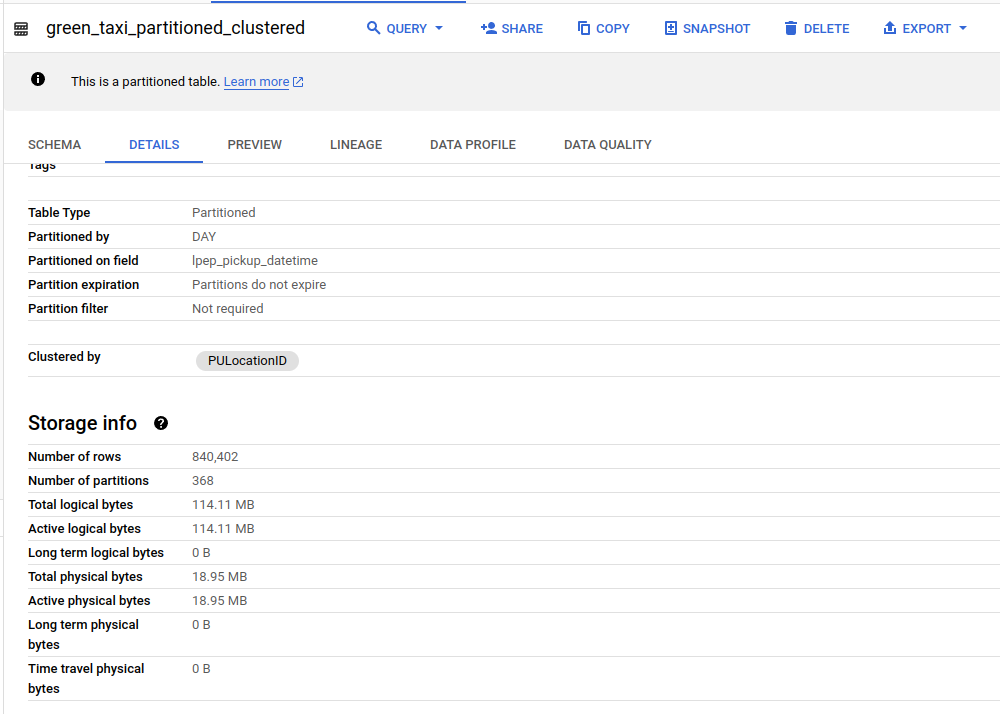 green_taxi_partitioned_clustered QUERY SHARE COPY SNAPSHOT DELETE EXPORT
This is a partitioned table. Learn more
SCHEMA DETAILS PREVIEW LINEAGE DATA PROFILE DATA QUALITY
Tags
Table Type Partitioned
Partitioned by DAY
Partitioned on field lpep_pickup_datetime
Partition expiration Partitions do not expire
Partition filter Not required
Clustered by PULocationID
Storage info
Number of rows 840,402
Number of partitions 368
Total logical bytes 114.11 MB
Active logical bytes 114.11 MB
Long term logical bytes 0 B
Total physical bytes 18.95 MB
Active physical bytes 18.95 MB
Long term physical 0 B
bytes
Time travel physical 0 B
bytes